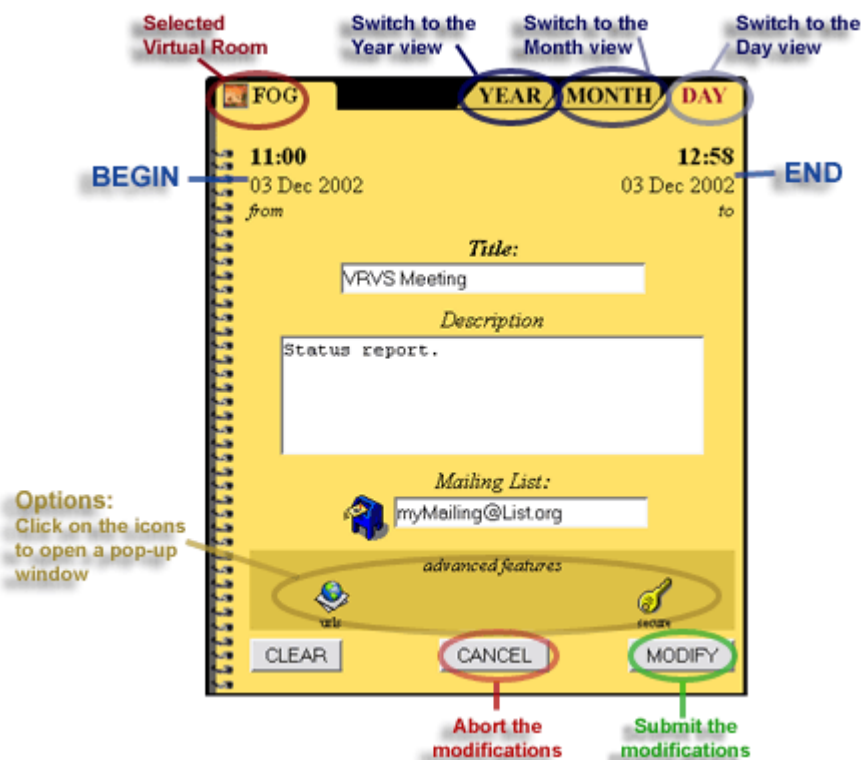 Selected
Virtual Room
Switch to the
Year view
Switch to the
Month view
Switch to the
Day view
FOG
YEAR
MONTH
DAY
BEGIN
11:00
03 Dec 2002
from
12:58
03 Dec 2002
to
END
Title:
VRVS Meeting
Description
Status report.
Mailing List:
myMailing@List.org
Options:
Click on the icons
to open a pop-up
window
advanced features
urls
secure
CLEAR
CANCEL
MODIFY
Abort the
modifications
Submit the
modifications